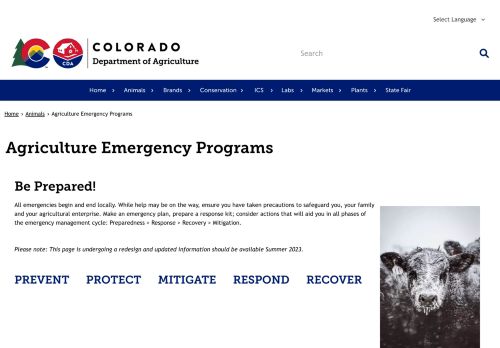 Select Language
COLORADO
Department of Agriculture
CDA
Search
Home › Animals › Brands › Conservation › ICS › Labs › Markets › Plants › State Fair
Home › Animals › Agriculture Emergency Programs
Agriculture Emergency Programs
Be Prepared!
All emergencies begin and end locally. While help may be on the way, ensure you have taken precautions to safeguard you, your family
and your agricultural enterprise. Make an emergency plan, prepare a response kit; consider actions that will aid you in all phases of
the emergency management cycle: Preparedness > Response > Recovery > Mitigation.
Please note: This page is undergoing a redesign and updated information should be available Summer 2023.
PREVENT PROTECT MITIGATE RESPOND RECOVER